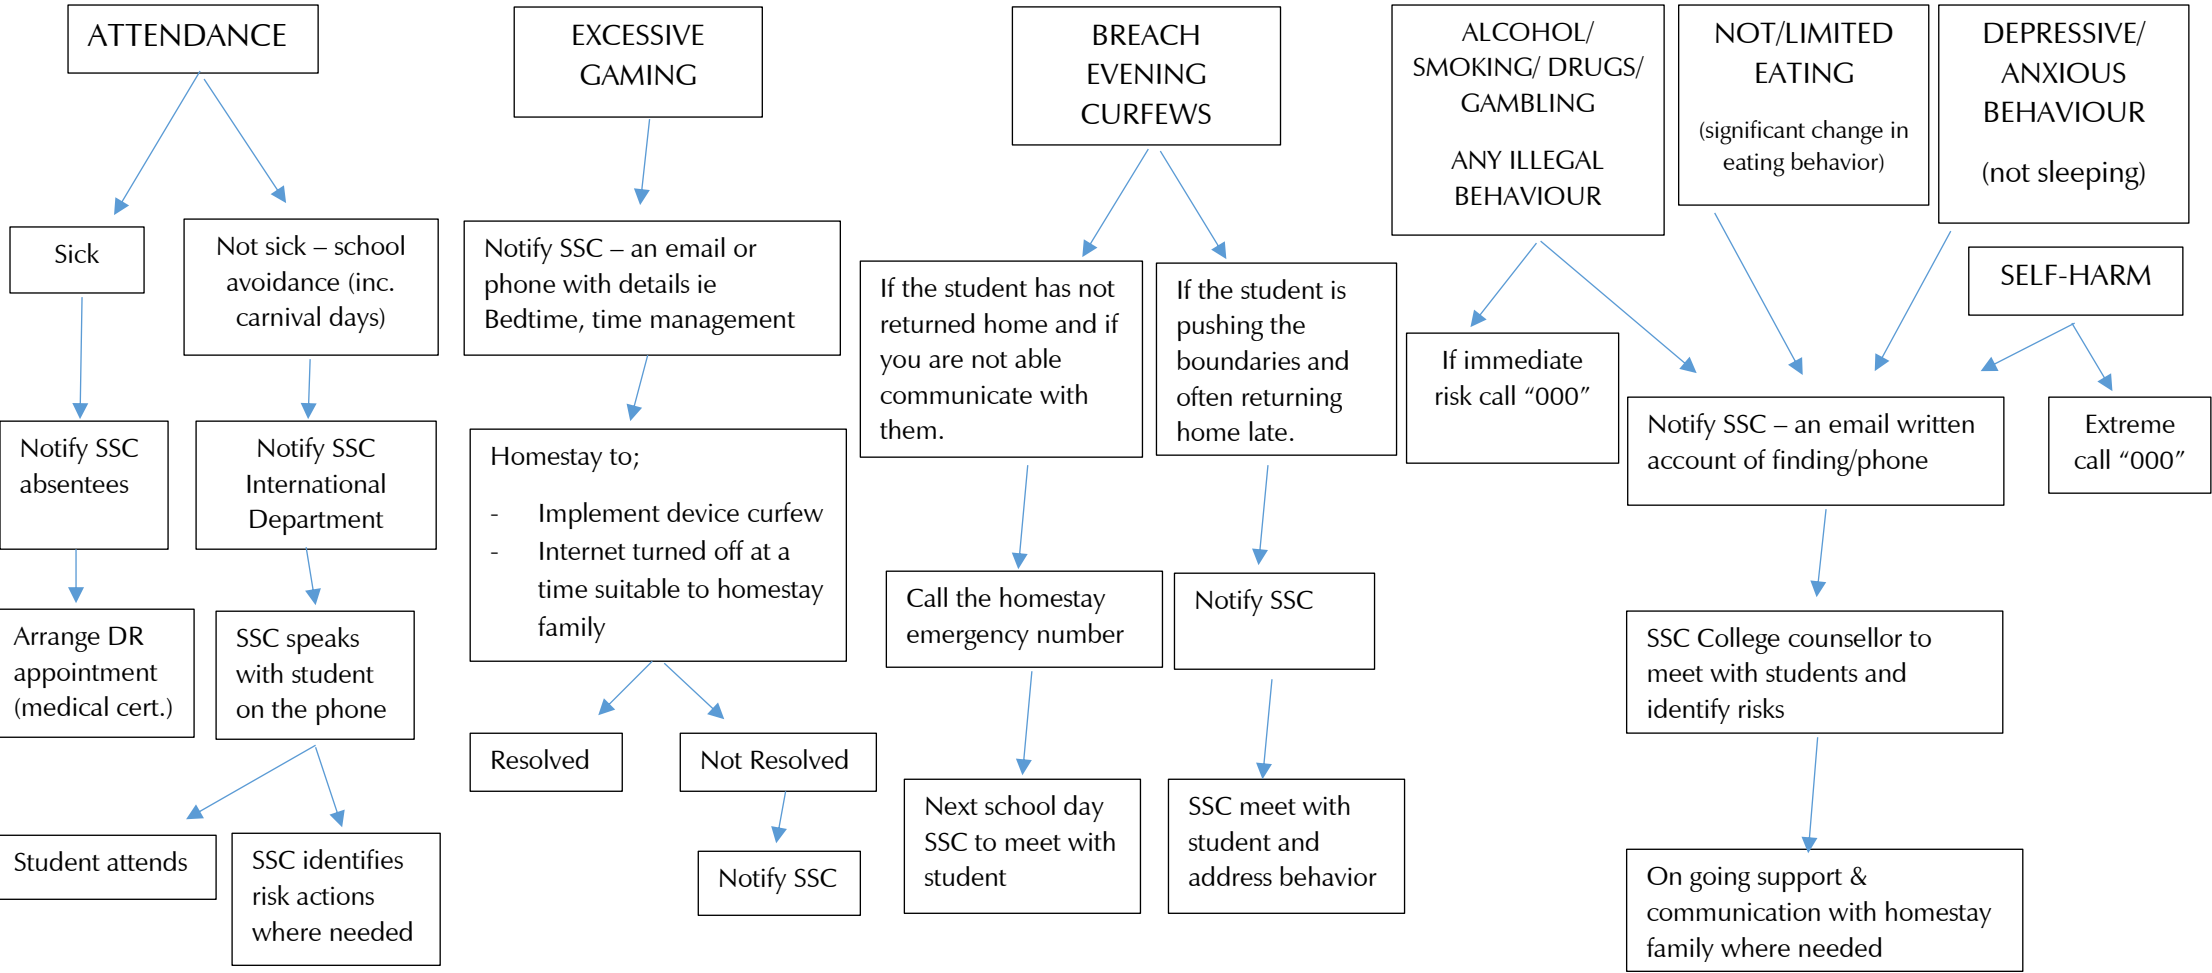 ATTENDANCE
Sick
Not sick – school
avoidance (inc.
carnival days)
Notify SSC
absentees
Notify SSC
International
Department
Arrange DR
appointment
(medical cert.)
SSC speaks
with student
on the phone
Student attends
SSC identifies
risk actions
where needed
EXCESSIVE
GAMING
Notify SSC – an email or
phone with details ie
Bedtime, time management
Homestay to;
- Implement device curfew
- Internet turned off at a
time suitable to homestay
family
Resolved
Not Resolved
Notify SSC
BREACH
EVENING
CURFEWS
If the student has not
returned home and if
you are not able
communicate with
them.
If the student is
pushing the
boundaries and
often returning
home late.
Call the homestay
emergency number
Notify SSC
Next school day
SSC to meet with
student
SSC meet with
student and
address behavior
ALCOHOL/
SMOKING/ DRUGS/
GAMBLING
ANY ILLEGAL
BEHAVIOUR
NOT/LIMITED
EATING
(significant change in
eating behavior)
DEPRESSIVE/
ANXIOUS
BEHAVIOUR
(not sleeping)
SELF-HARM
If immediate
risk call “000”
Notify SSC – an email written
account of finding/phone
Extreme
call “000”
SSC College counsellor to
meet with students and
identify risks
On going support &
communication with homestay
family where needed